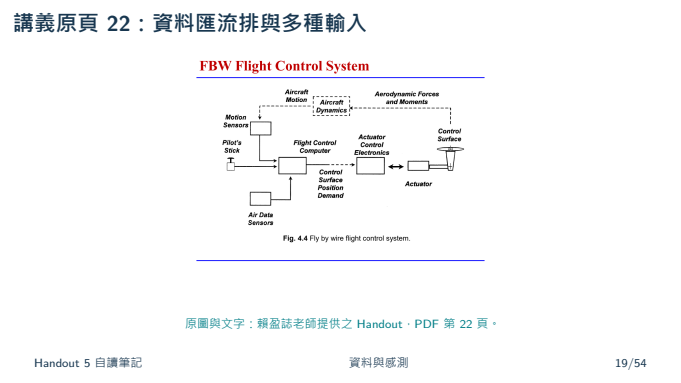 講義原頁 22：資料匯流排與多種輸入
FBW Flight Control System
Aircraft
Motion
Aircraft
Dynamics
Aerodynamic Forces
and Moments
Motion
Sensors
Pilot's
Stick
Flight Control
Computer
Actuator
Control
Electronics
Control
Surface
Control
Surface
Position
Demand
Actuator
Air Data
Sensors
Fig. 4.4 Fly by wire flight control system.
原圖與文字：賴盈誌老師提供之 Handout，PDF 第 22 頁。
Handout 5 自讀筆記
資料與感測
19/54